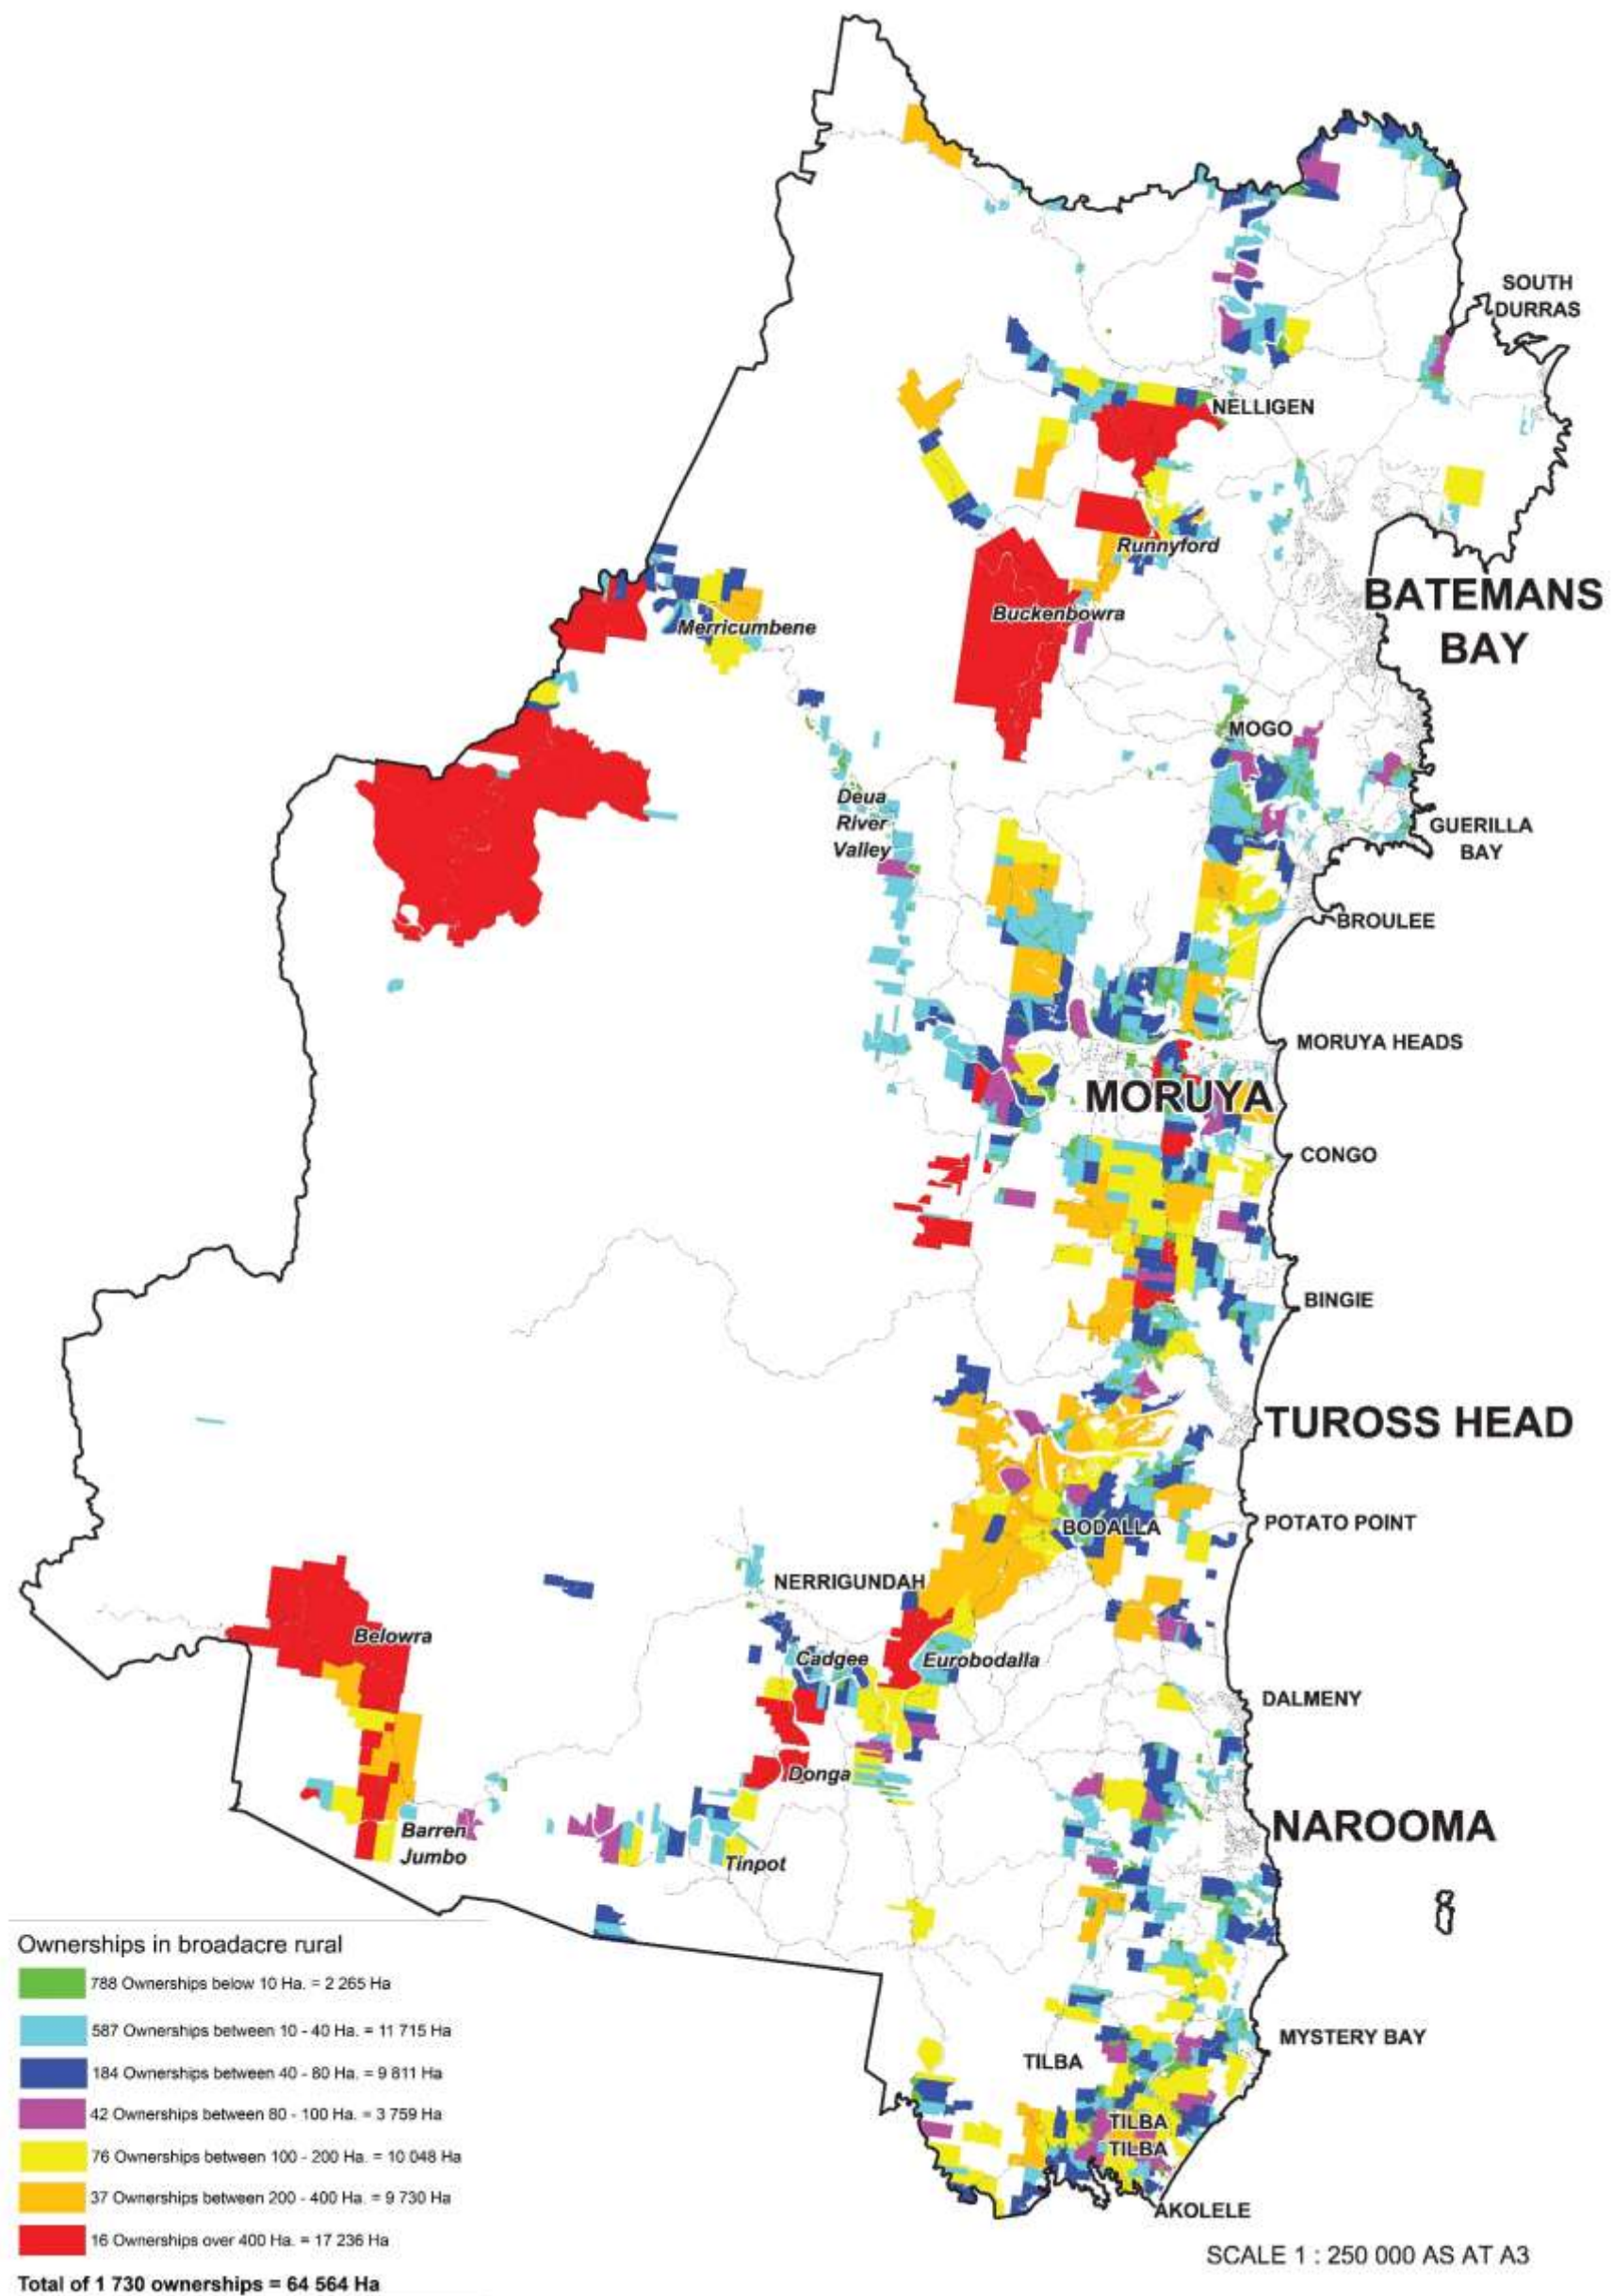 SOUTH
DURRAS
NELLIGEN
Runnyford
BATEMANS
BAY
Buckenbowra
Merricumbene
MOGO
Deua
River
Valley
GUERILLA
BAY
BROULEE
MORUYA HEADS
MORUYA
CONGO
BINGIE
TUROSS HEAD
BODALLA
POTATO POINT
NERRIGUNDAH
Belowra
Cadgee
Eurobodalla
DALMENY
Donga
NAROOMA
Barren
Jumbo
Tinpot
MYSTERY BAY
TILBA
TILBA
TILBA
AKOLELE
Ownerships in broadacre rural
788 Ownerships below 10 Ha. = 2 265 Ha
587 Ownerships between 10 - 40 Ha. = 11 715 Ha
184 Ownerships between 40 - 80 Ha. = 9 811 Ha
42 Ownerships between 80 - 100 Ha. = 3 759 Ha
76 Ownerships between 100 - 200 Ha. = 10 048 Ha
37 Ownerships between 200 - 400 Ha. = 9 730 Ha
16 Ownerships over 400 Ha. = 17 236 Ha
Total of 1 730 ownerships = 64 564 Ha
SCALE 1 : 250 000 AS AT A3